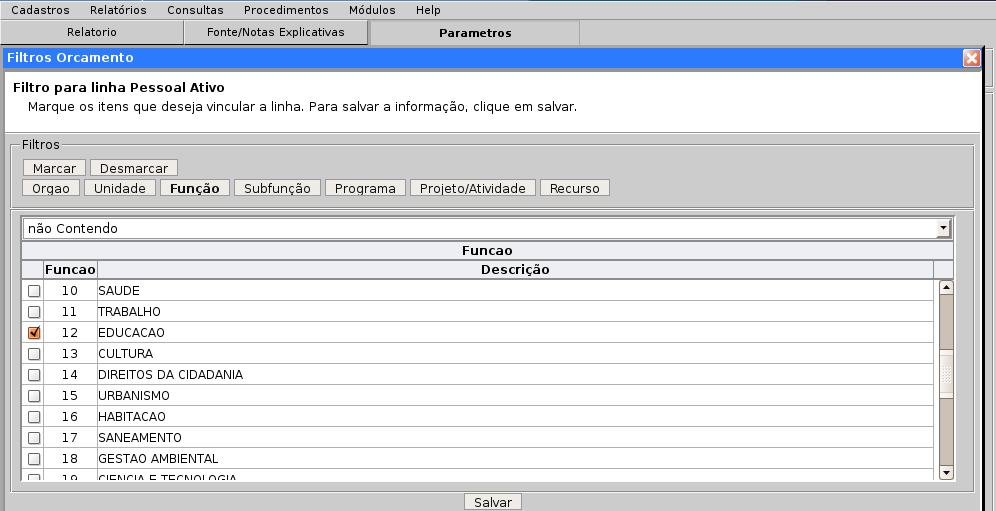 Cadastros Relatórios Consultas Procedimentos Módulos Help
Relatorio Fonte/Notas Explicativas Parametros
Filtros Orcamento
Filtro para linha Pessoal Ativo
Marque os itens que deseja vincular a linha. Para salvar a informação, clique em salvar.
Filtros
Marcar Desmarcar
Orgao Unidade Função Subfunção Programa Projeto/Atividade Recurso
não Contendo
Funcao
Funcao Descrição
10 SAUDE
11 TRABALHO
12 EDUCACAO
13 CULTURA
14 DIREITOS DA CIDADANIA
15 URBANISMO
16 HABITACAO
17 SANEAMENTO
18 GESTAO AMBIENTAL
19 CIENCIA E TECNOLOGIA
Salvar